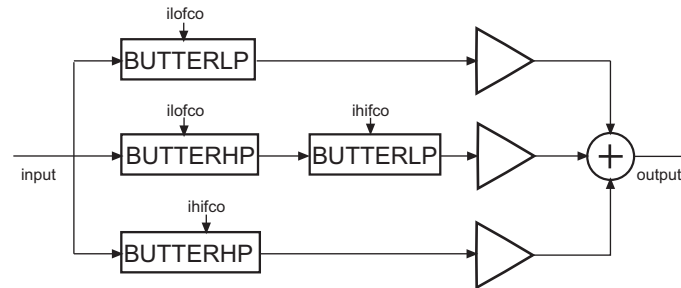 ilofco
BUTTERLP
ilofco
ihifco
BUTTERHP
BUTTERLP
+
input
output
ihifco
BUTTERHP